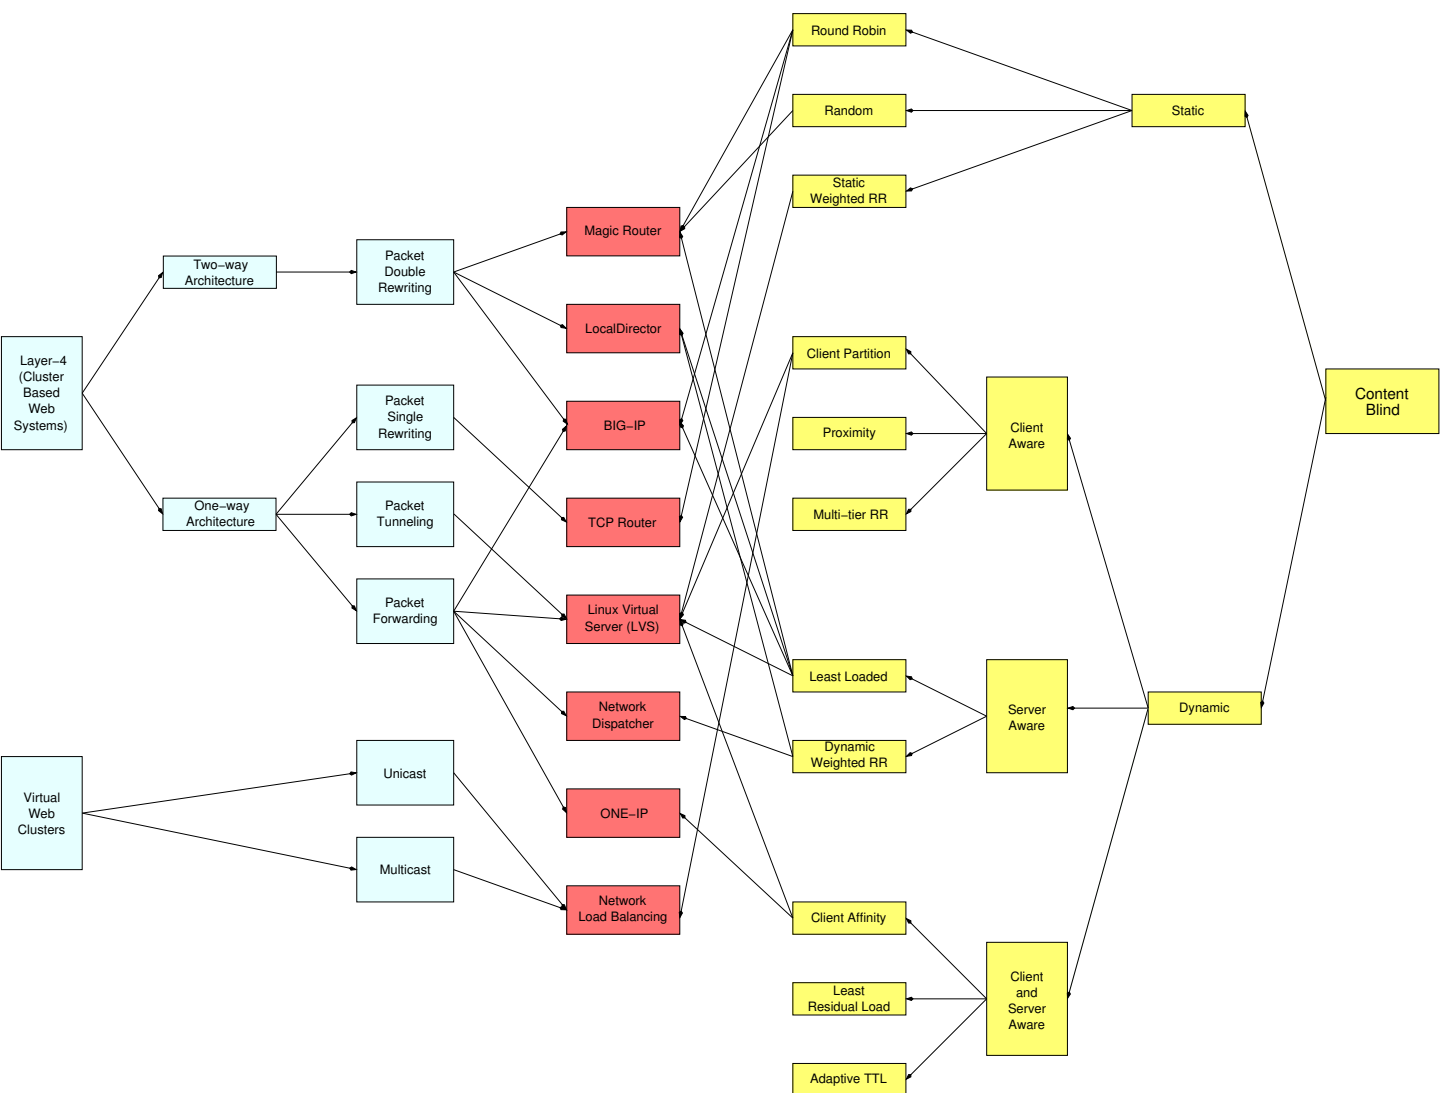 Round Robin
Random
Static
Static
Weighted RR
Magic Router
Packet
Double
Rewriting
Two−way
Architecture
LocalDirector
Client Partition
Layer−4
(Cluster
Based
Web
Systems)
Content
Blind
Packet
Single
Rewriting
BIG−IP
Proximity
Client
Aware
One−way
Architecture
Packet
Tunneling
TCP Router
Multi−tier RR
Packet
Forwarding
Linux Virtual
Server (LVS)
Least Loaded
Network
Dispatcher
Server
Aware
Dynamic
Dynamic
Weighted RR
Unicast
Virtual
Web
Clusters
ONE−IP
Multicast
Network
Load Balancing
Client Affinity
Least
Residual Load
Client
and
Server
Aware
Adaptive TTL